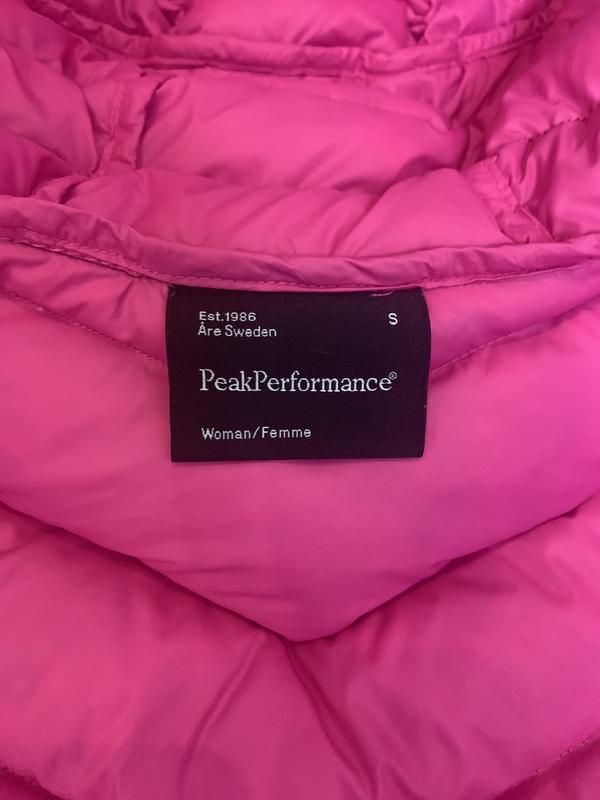 Est.1986
S
Åre Sweden
PeakPerformance®
Woman/Femme